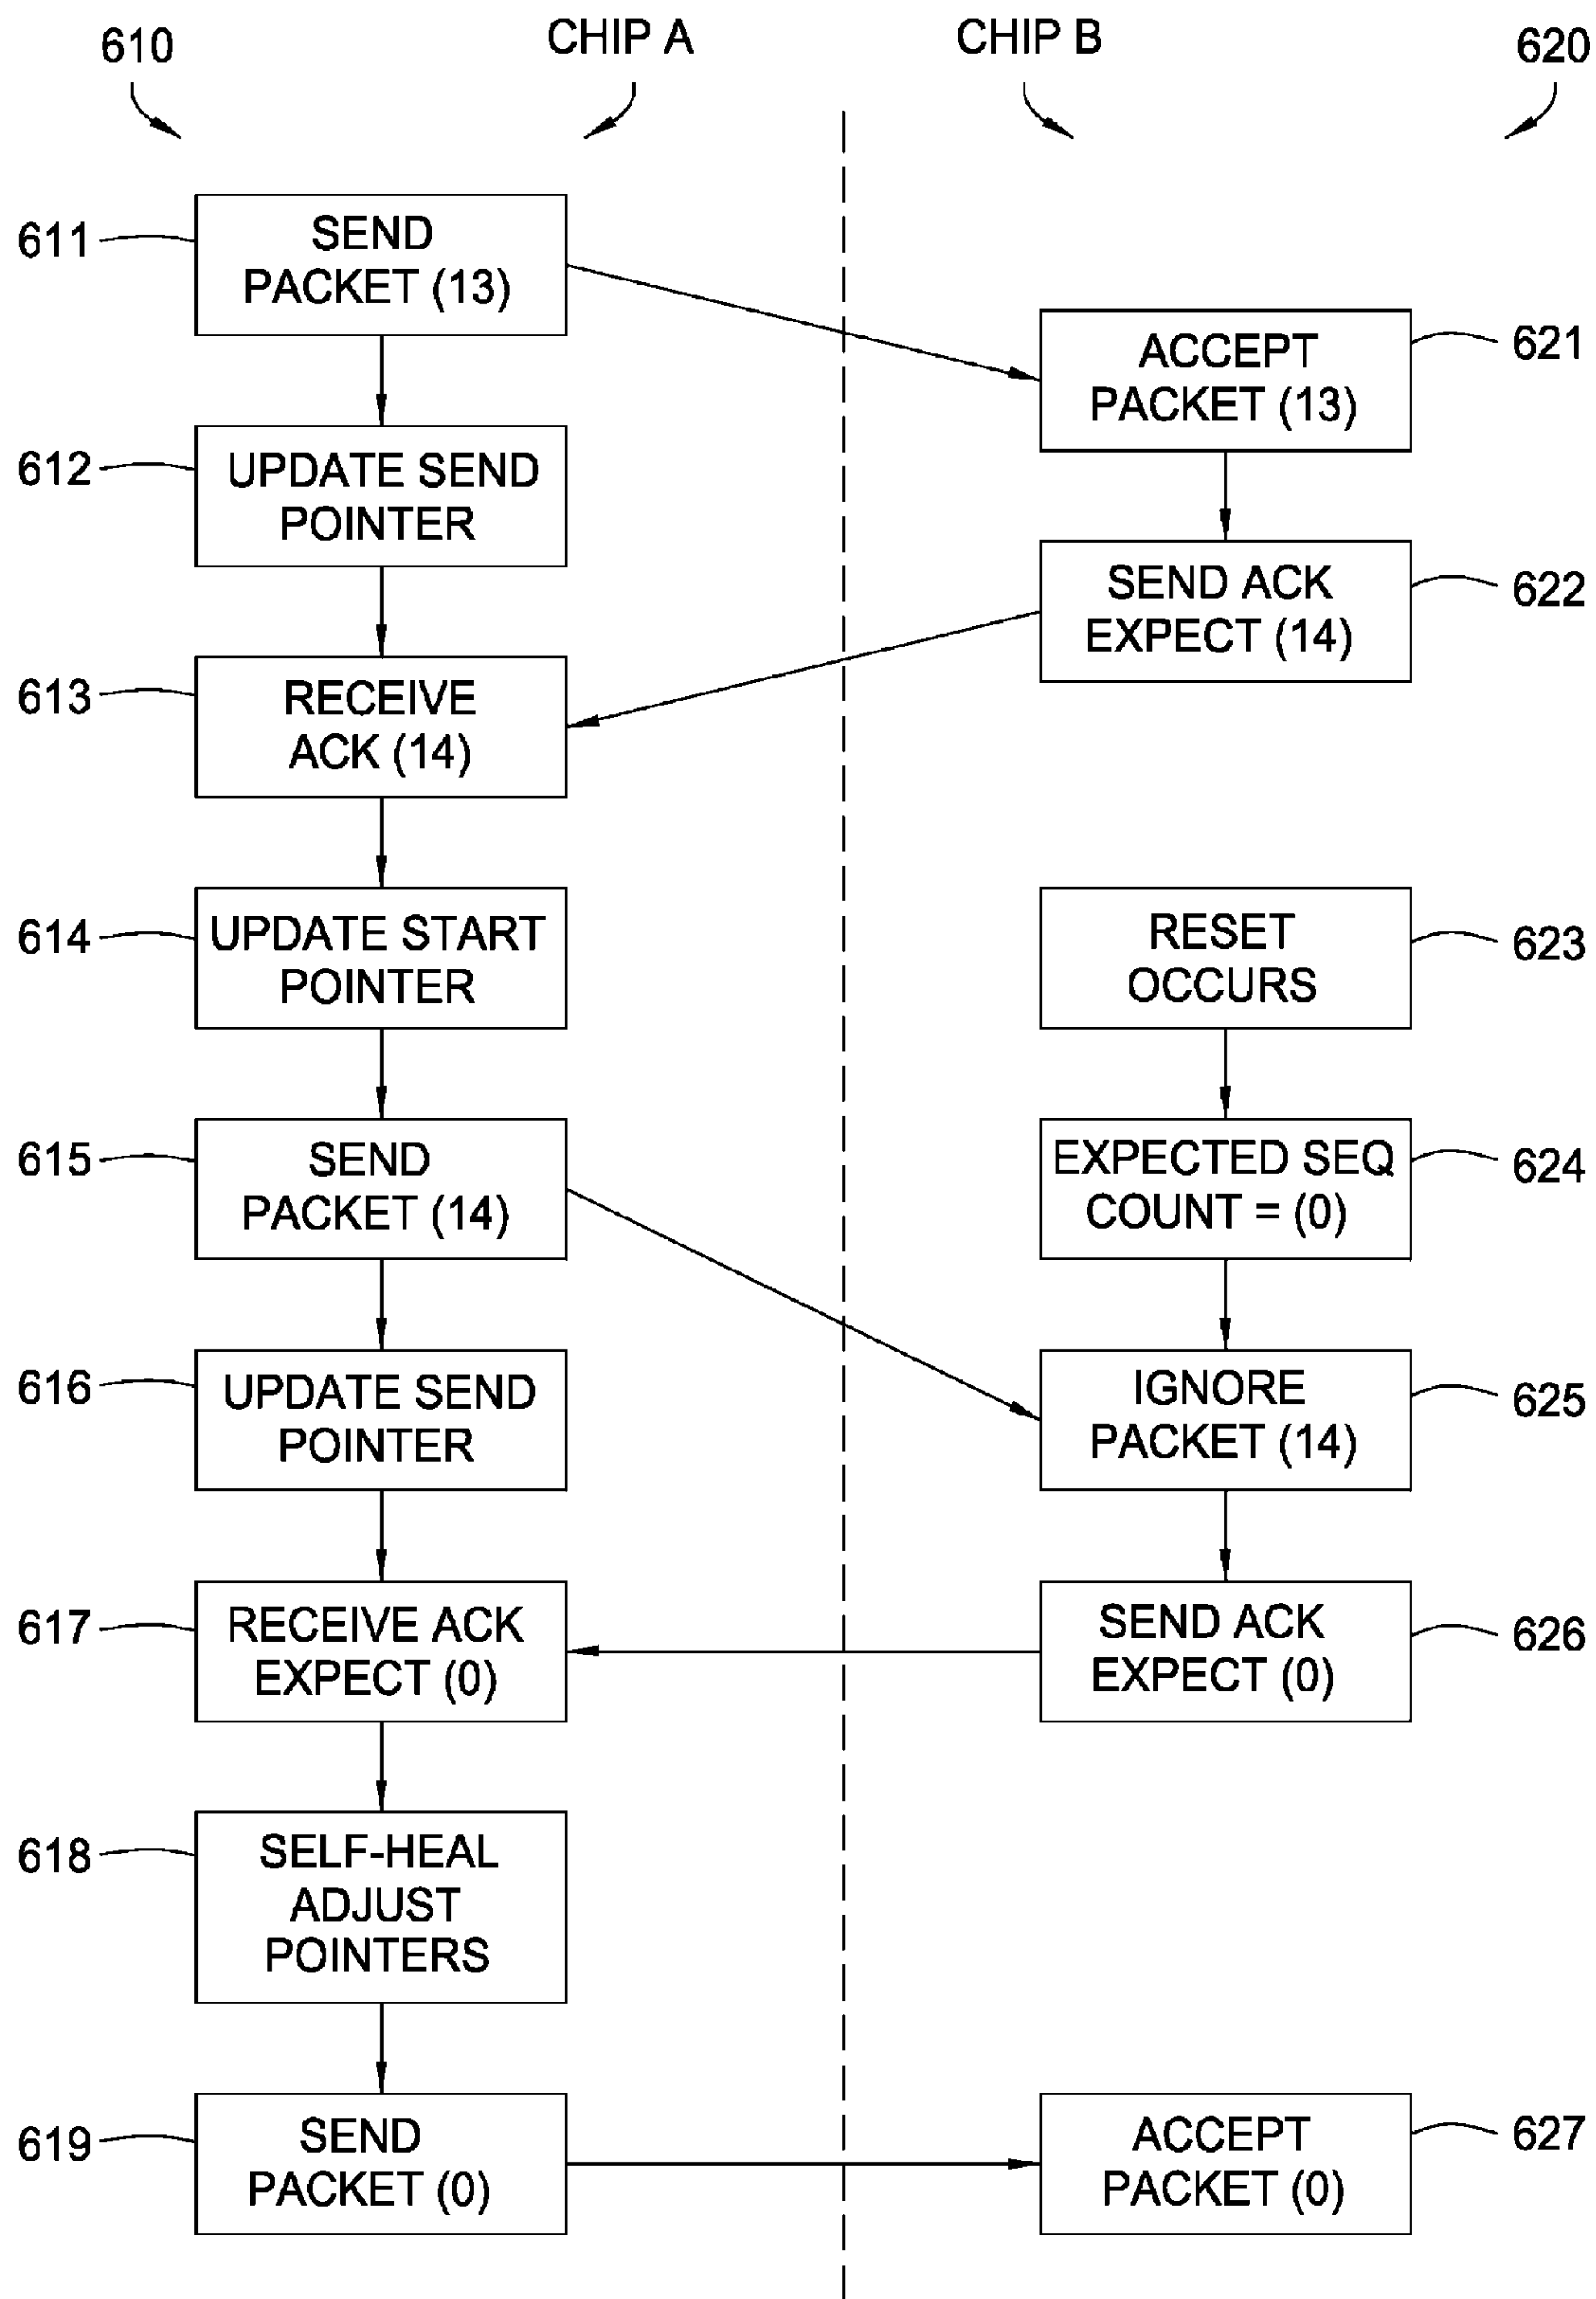 610
CHIP A
CHIP B
620
611
SEND
PACKET (13)
621
ACCEPT
PACKET (13)
612
UPDATE SEND
POINTER
622
SEND ACK
EXPECT (14)
613
RECEIVE
ACK (14)
614
UPDATE START
POINTER
623
RESET
OCCURS
615
SEND
PACKET (14)
624
EXPECTED SEQ
COUNT = (0)
616
UPDATE SEND
POINTER
625
IGNORE
PACKET (14)
617
RECEIVE ACK
EXPECT (0)
626
SEND ACK
EXPECT (0)
618
SELF-HEAL
ADJUST
POINTERS
619
SEND
PACKET (0)
627
ACCEPT
PACKET (0)